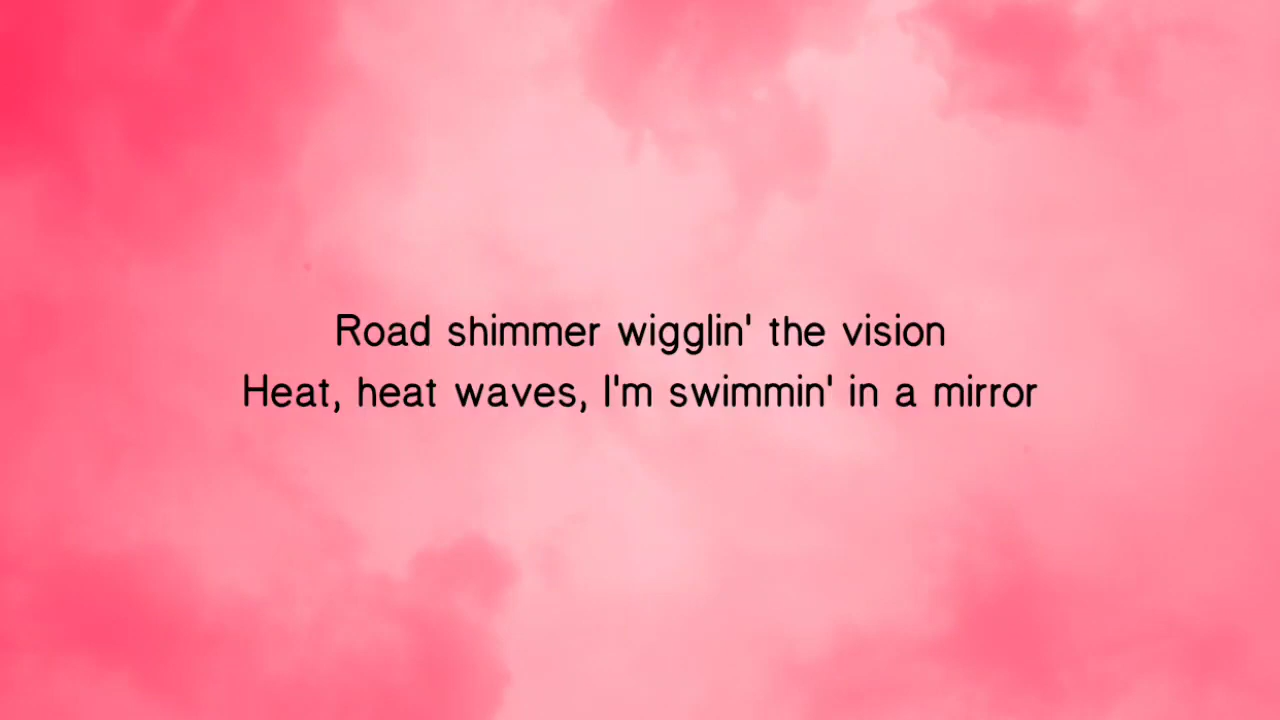 Road shimmer wigglin' the vision
Heat, heat waves, I'm swimmin' in a mirror